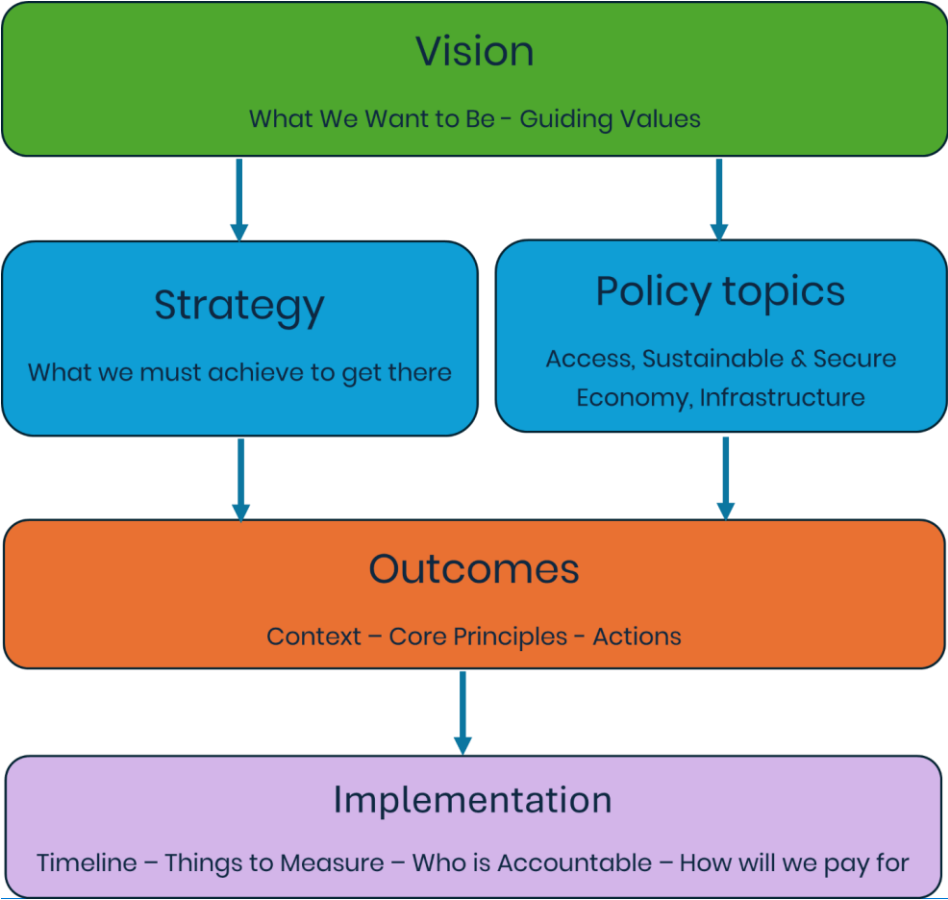 Vision
What We Want to Be - Guiding Values
Strategy
What we must achieve to get there
Policy topics
Access, Sustainable & Secure
Economy, Infrastructure
Outcomes
Context – Core Principles - Actions
Implementation
Timeline – Things to Measure – Who is Accountable – How will we pay for